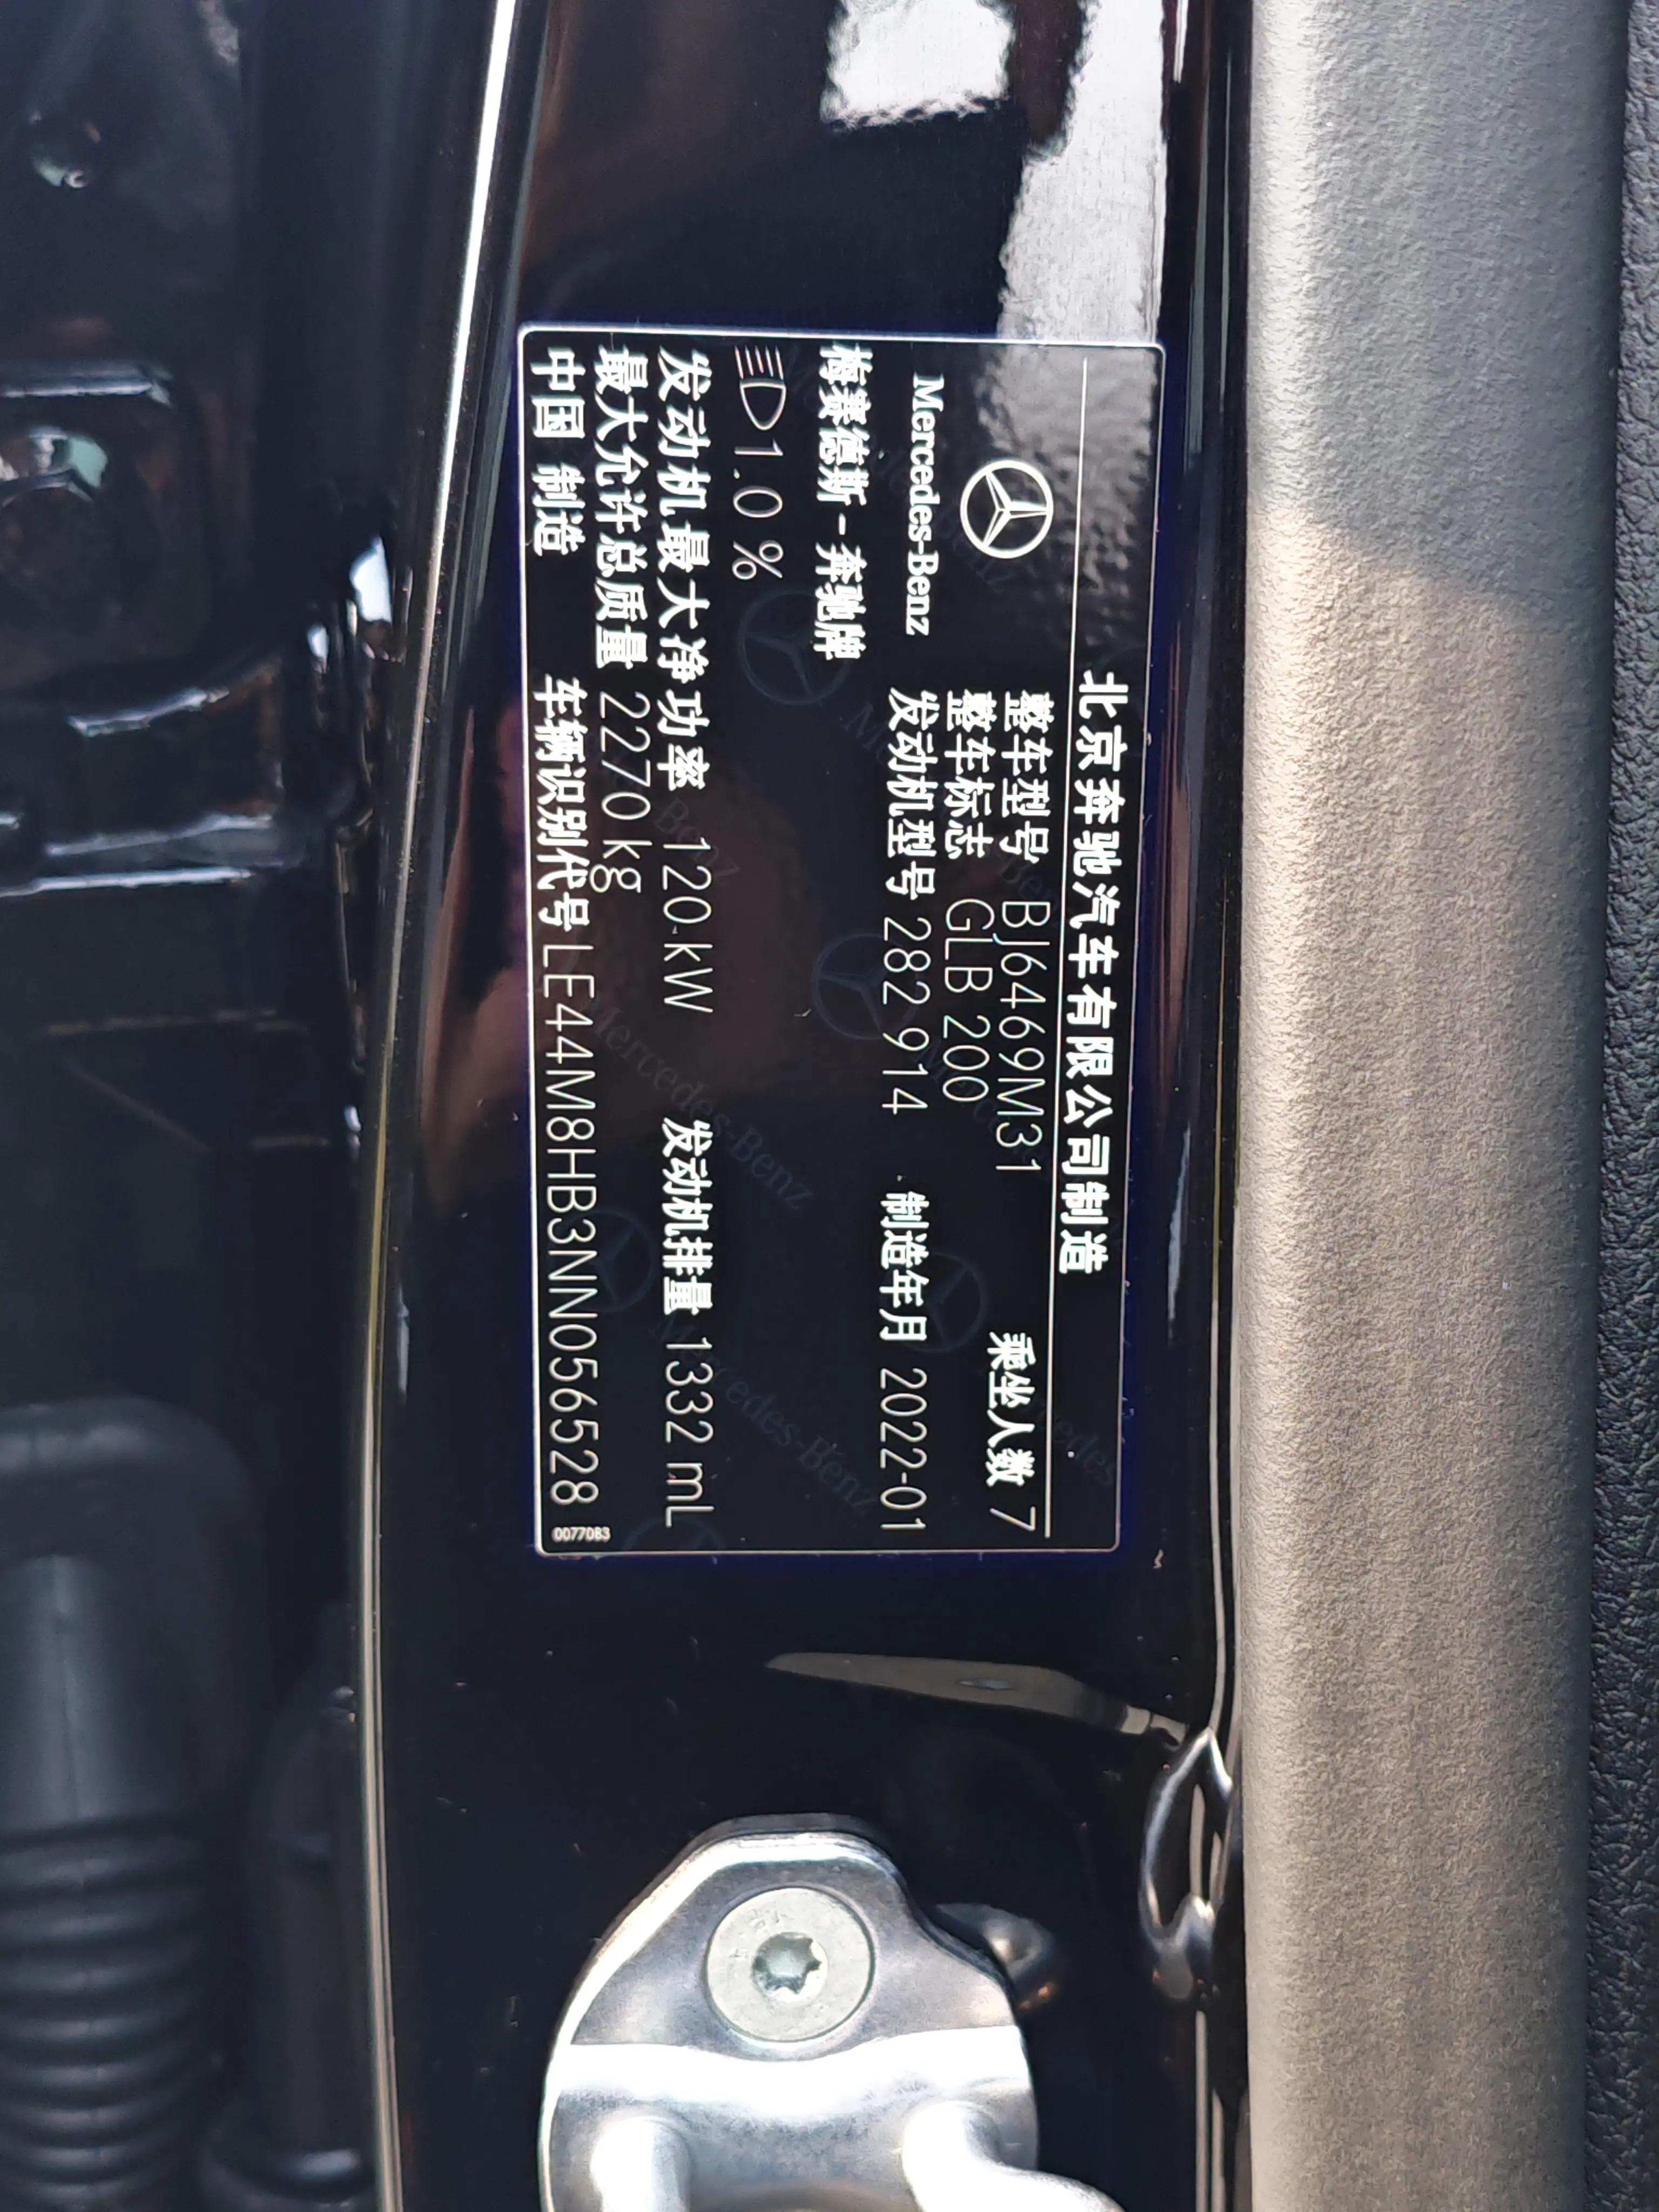 北京奔驰汽车有限公司制造
Mercedes-Benz
梅赛德斯-奔驰牌
整车型号 BJ6469M31 乘坐人数 7
整车标志 GLB 200
发动机型号 282 914 制造年月 2022-01
1.0 %
发动机最大净功率 120 kW 发动机排量 1332 mL
最大允许总质量 2270 kg
中国 制造 车辆识别代号 LE44M8HB3NN056528
0077083